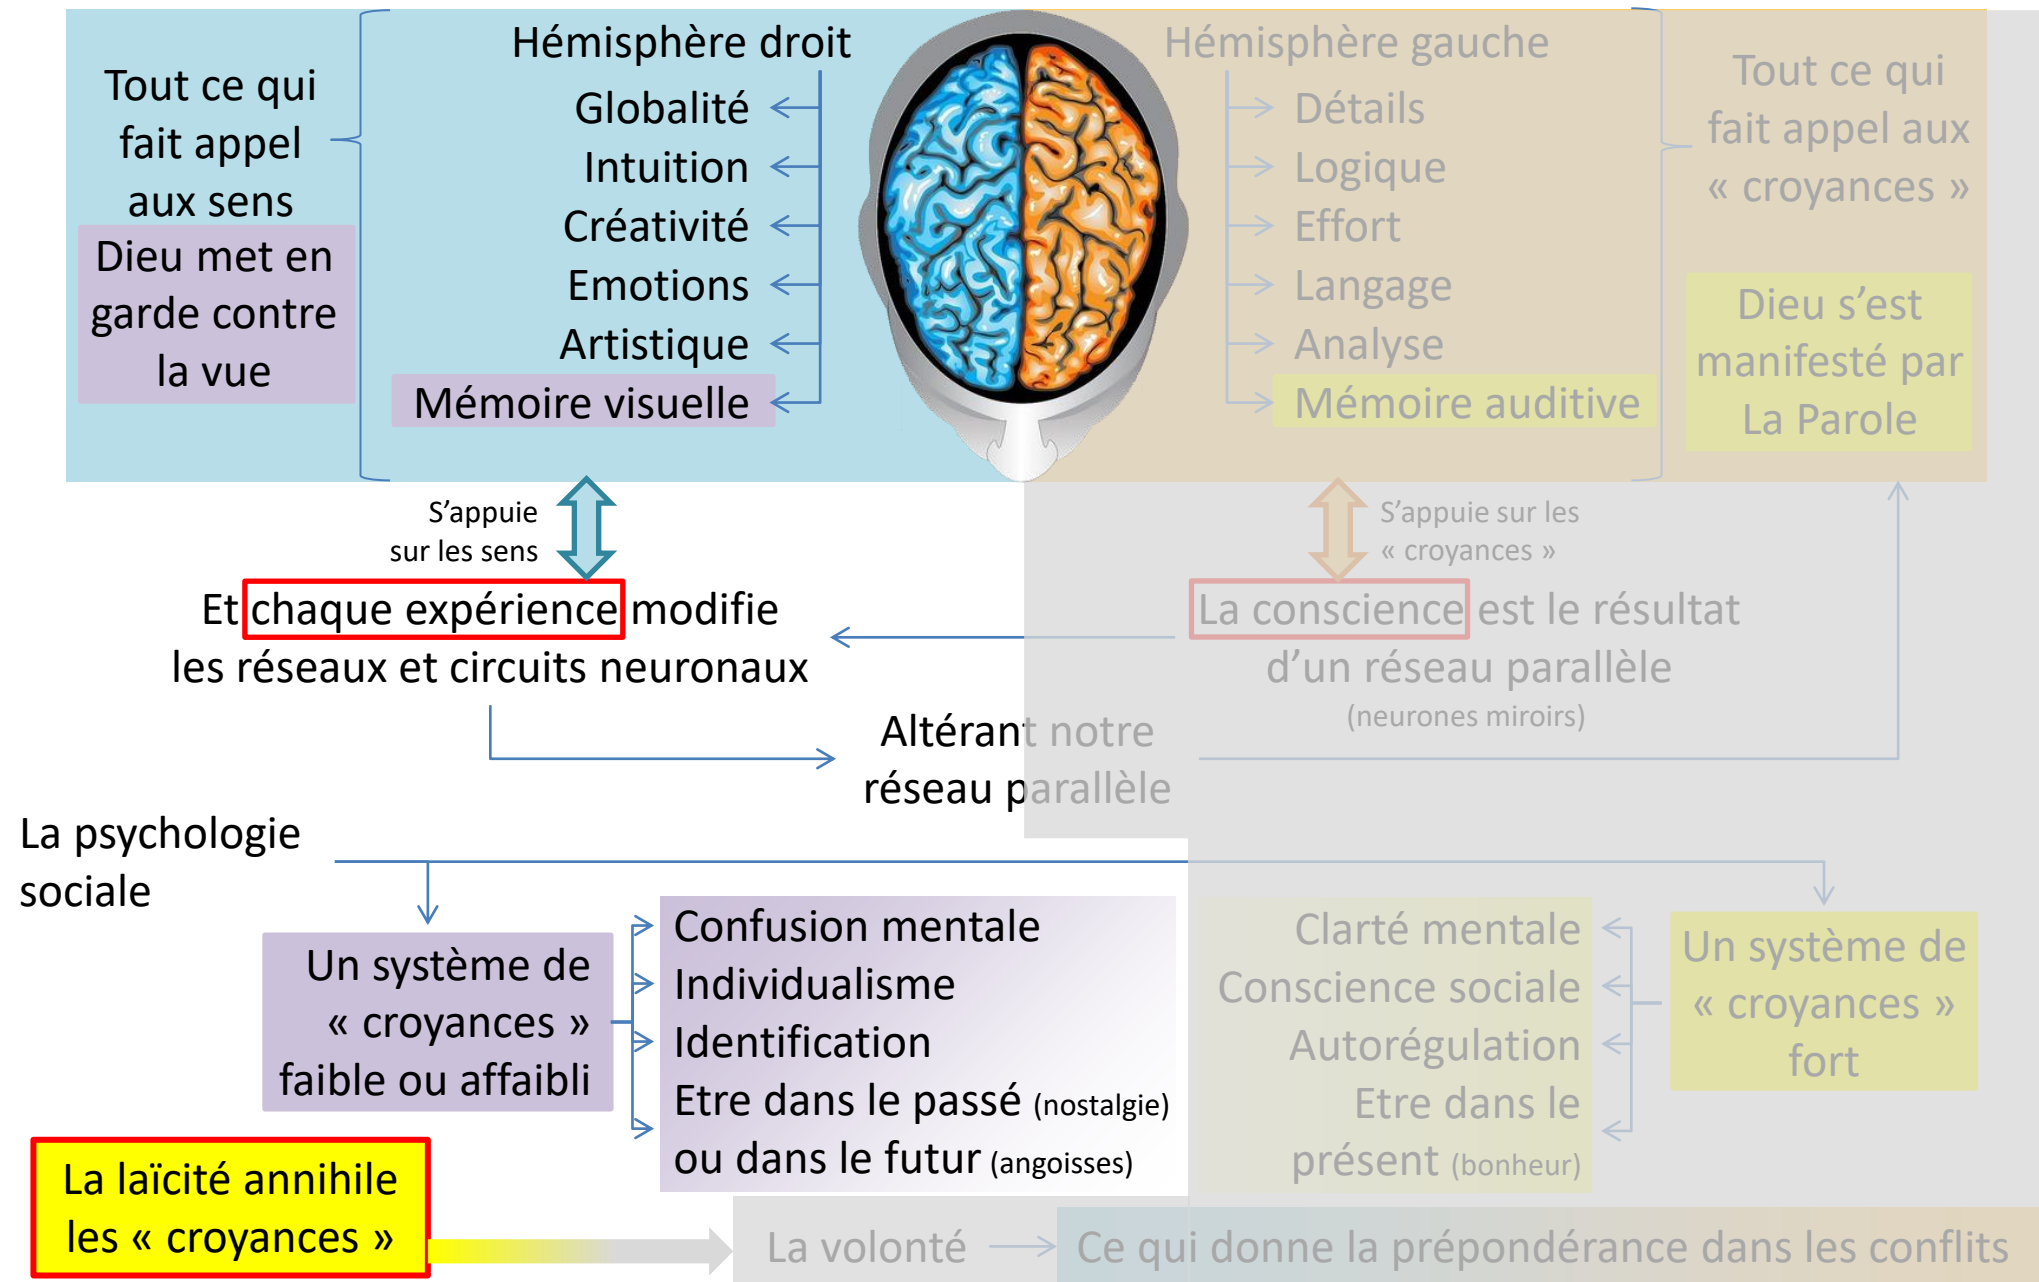 Tout ce qui
fait appel
aux sens
Dieu met en
garde contre
la vue
Hémisphère droit
Globalité
Intuition
Créativité
Emotions
Artistique
Mémoire visuelle
Hémisphère gauche
Détails
Logique
Effort
Langage
Analyse
Mémoire auditive
Tout ce qui
fait appel aux
« croyances »
Dieu s’est
manifesté par
La Parole
S’appuie
sur les sens
S’appuie sur les
« croyances »
Et chaque expérience modifie
les réseaux et circuits neuronaux
La conscience est le résultat
d’un réseau parallèle
(neurones miroirs)
Altérant notre
réseau parallèle
La psychologie
sociale
Un système de
« croyances »
faible ou affaibli
Confusion mentale
Individualisme
Identification
Etre dans le passé (nostalgie)
ou dans le futur (angoisses)
Clarté mentale
Conscience sociale
Autorégulation
Etre dans le
présent (bonheur)
Un système de
« croyances »
fort
La laïcité annihile
les « croyances »
La volonté
Ce qui donne la prépondérance dans les conflits